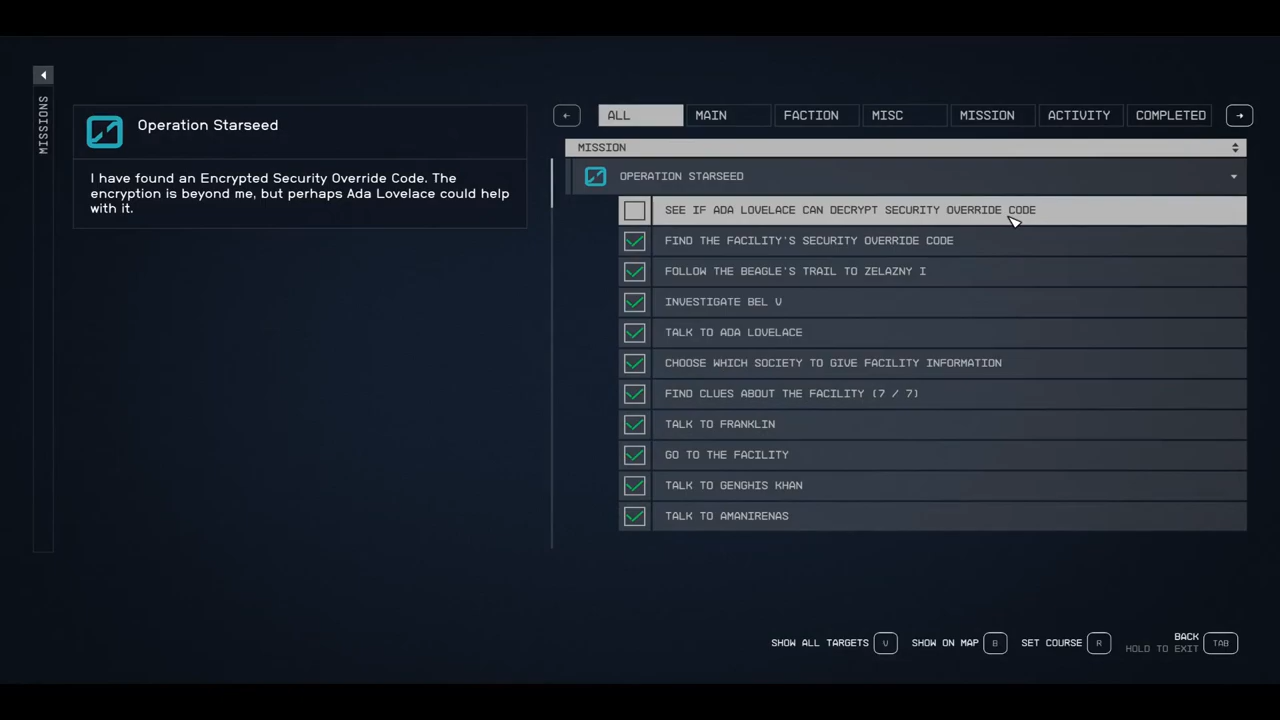 MISSIONS
Operation Starseed
I have found an Encrypted Security Override Code. The
encryption is beyond me, but perhaps Ada Lovelace could help
with it.
ALL MAIN FACTION MISC MISSION ACTIVITY COMPLETED
MISSION
OPERATION STARSEED
SEE IF ADA LOVELACE CAN DECRYPT SECURITY OVERRIDE CODE
FIND THE FACILITY'S SECURITY OVERRIDE CODE
FOLLOW THE BEAGLE'S TRAIL TO ZELAZNY I
INVESTIGATE BEL V
TALK TO ADA LOVELACE
CHOOSE WHICH SOCIETY TO GIVE FACILITY INFORMATION
FIND CLUES ABOUT THE FACILITY (7 / 7)
TALK TO FRANKLIN
GO TO THE FACILITY
TALK TO GENGHIS KHAN
TALK TO AMANIRENAS
SHOW ALL TARGETS V SHOW ON MAP B SET COURSE R BACK TAB
HOLD TO EXIT